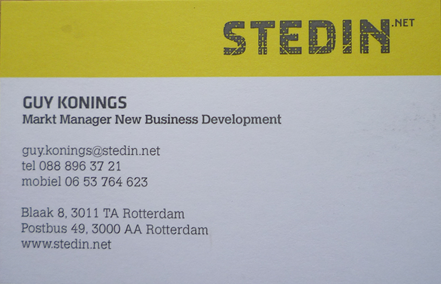 STEDIN.NET
GUY KONINGS
Markt Manager New Business Development
guy.konings@stedin.net
tel 088 896 37 21
mobiel 06 53 764 623
Blaak 8, 3011 TA Rotterdam
Postbus 49, 3000 AA Rotterdam
www.stedin.net